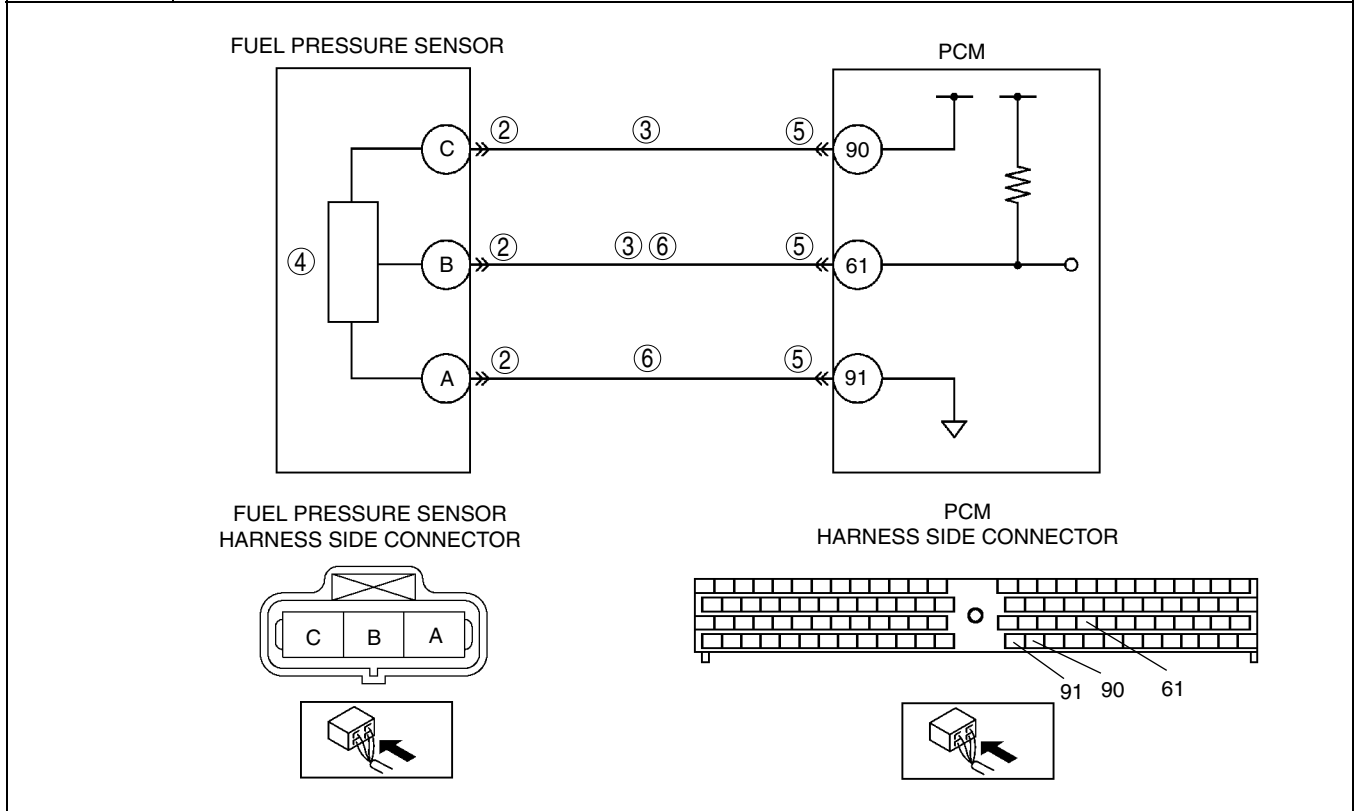 FUEL PRESSURE SENSOR
PCM
C ② ③ ⑤ 90
④ B ② ③ ⑥ ⑤ 61
A ② ⑥ ⑤ 91
FUEL PRESSURE SENSOR
HARNESS SIDE CONNECTOR
C B A
PCM
HARNESS SIDE CONNECTOR
91 90 61